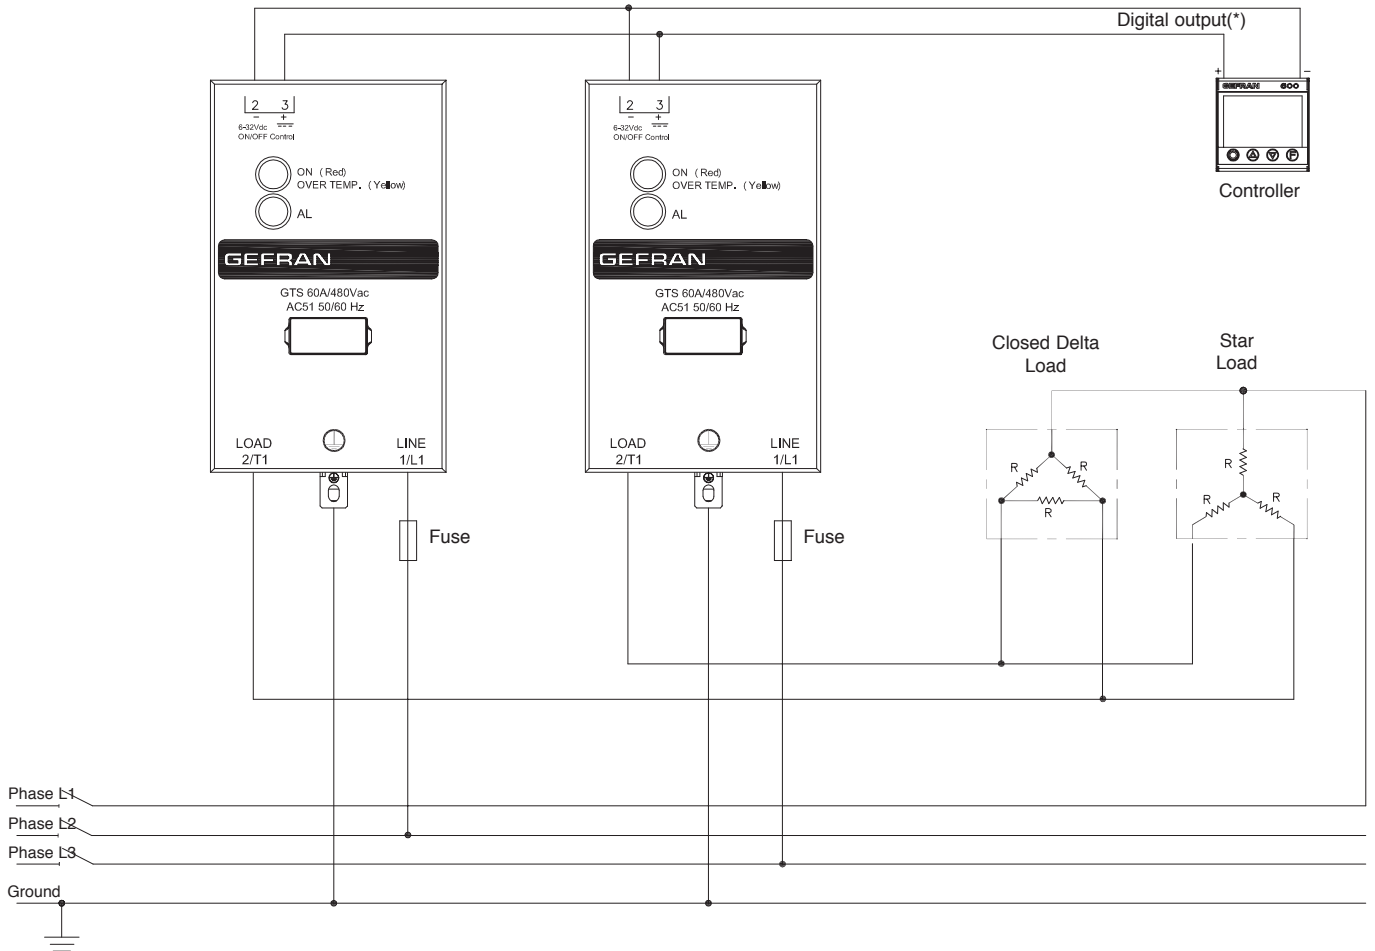 Digital output(*)
+ −
GEFRAN 600
F
Controller
2 3
− +
6-32Vdc
ON/OFF Control
ON (Red)
OVER TEMP. (Yellow)
AL
GEFRAN
GTS 60A/480Vac
AC51 50/60 Hz
LOAD
2/T1
LINE
1/L1
Fuse
2 3
− +
6-32Vdc
ON/OFF Control
ON (Red)
OVER TEMP. (Yellow)
AL
GEFRAN
GTS 60A/480Vac
AC51 50/60 Hz
LOAD
2/T1
LINE
1/L1
Fuse
Closed Delta
Load
R R
R
Star
Load
R
R R
Phase L1
Phase L2
Phase L3
Ground